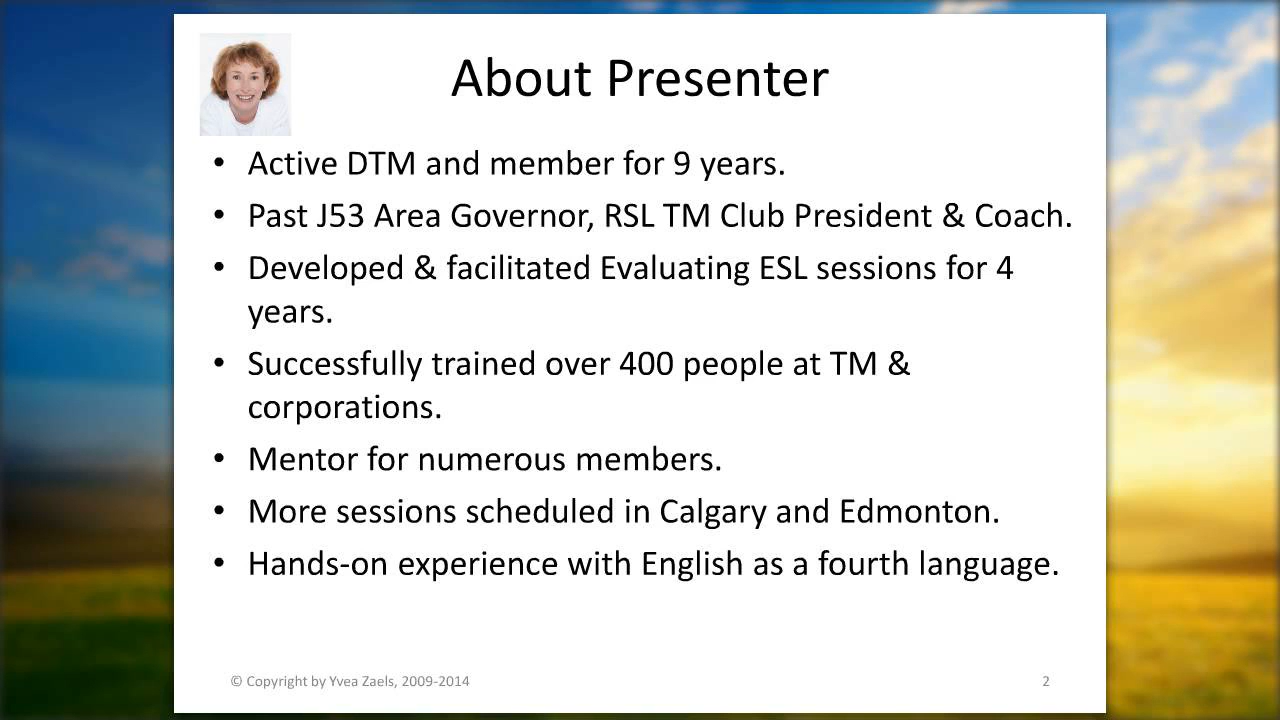 About Presenter
• Active DTM and member for 9 years.
• Past J53 Area Governor, RSL TM Club President & Coach.
• Developed & facilitated Evaluating ESL sessions for 4
years.
• Successfully trained over 400 people at TM &
corporations.
• Mentor for numerous members.
• More sessions scheduled in Calgary and Edmonton.
• Hands-on experience with English as a fourth language.
© Copyright by Yvea Zaels, 2009-2014
2